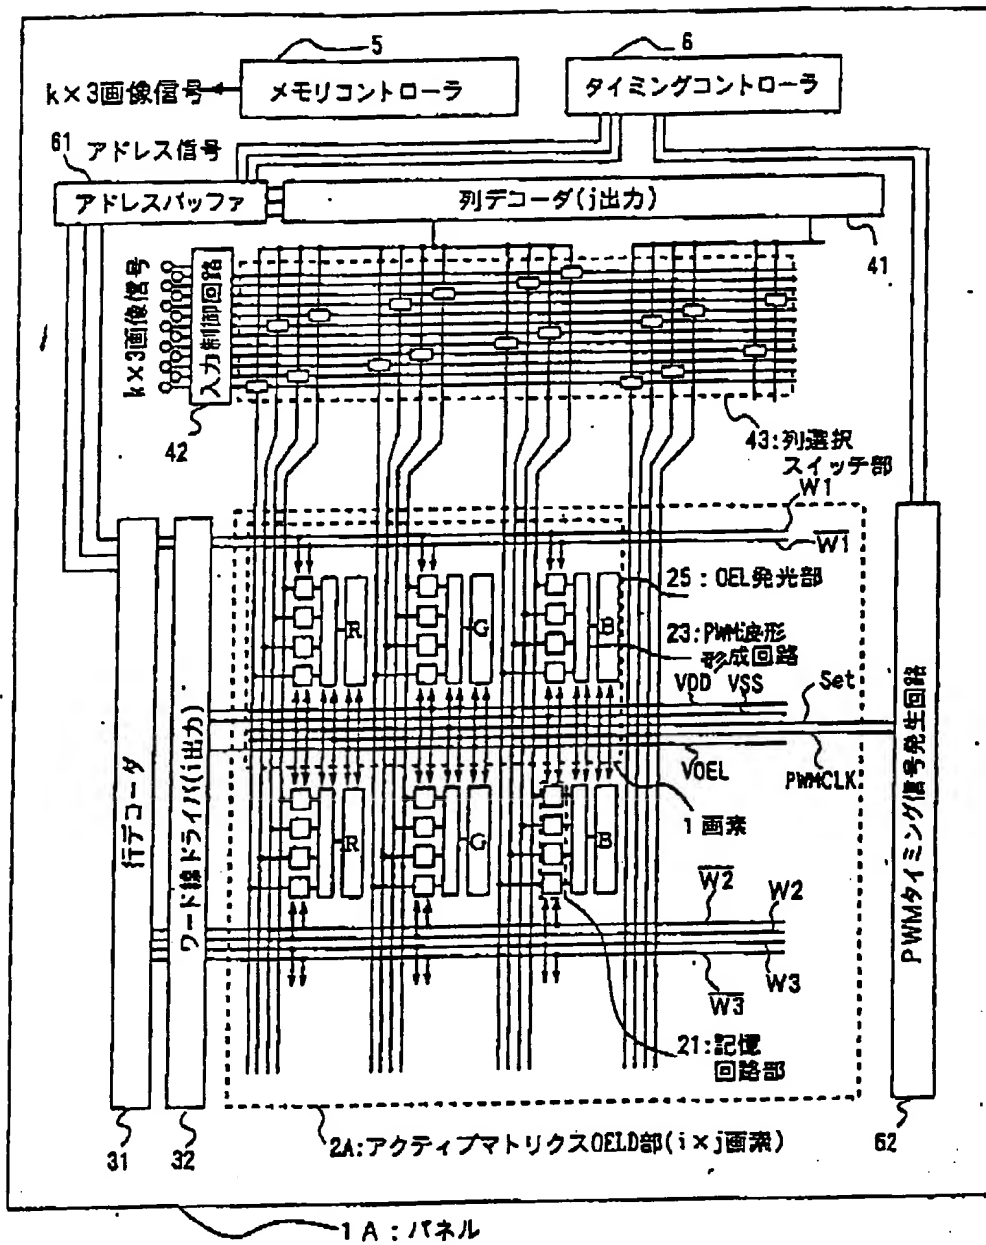 5
6
k×3画像信号
メモリコントローラ
タイミングコントローラ
61
アドレス信号
アドレスバッファ
列デコーダ(j出力)
41
k×3画像信号
入力制御回路
42
43:列選択
スイッチ部
W1
W1
25:OEL発光部
23:PWM波形
形成回路
R
G
B
VDD
VSS
Set
VOEL
PWMCLK
1画素
R
G
B
W2
W2
W3
W3
21:記憶
回路部
行デコーダ
ワード線ドライバ(i出力)
PWMタイミング信号発生回路
31
32
2A:アクティブマトリクスOELD部(i×j画素)
62
1A:パネル